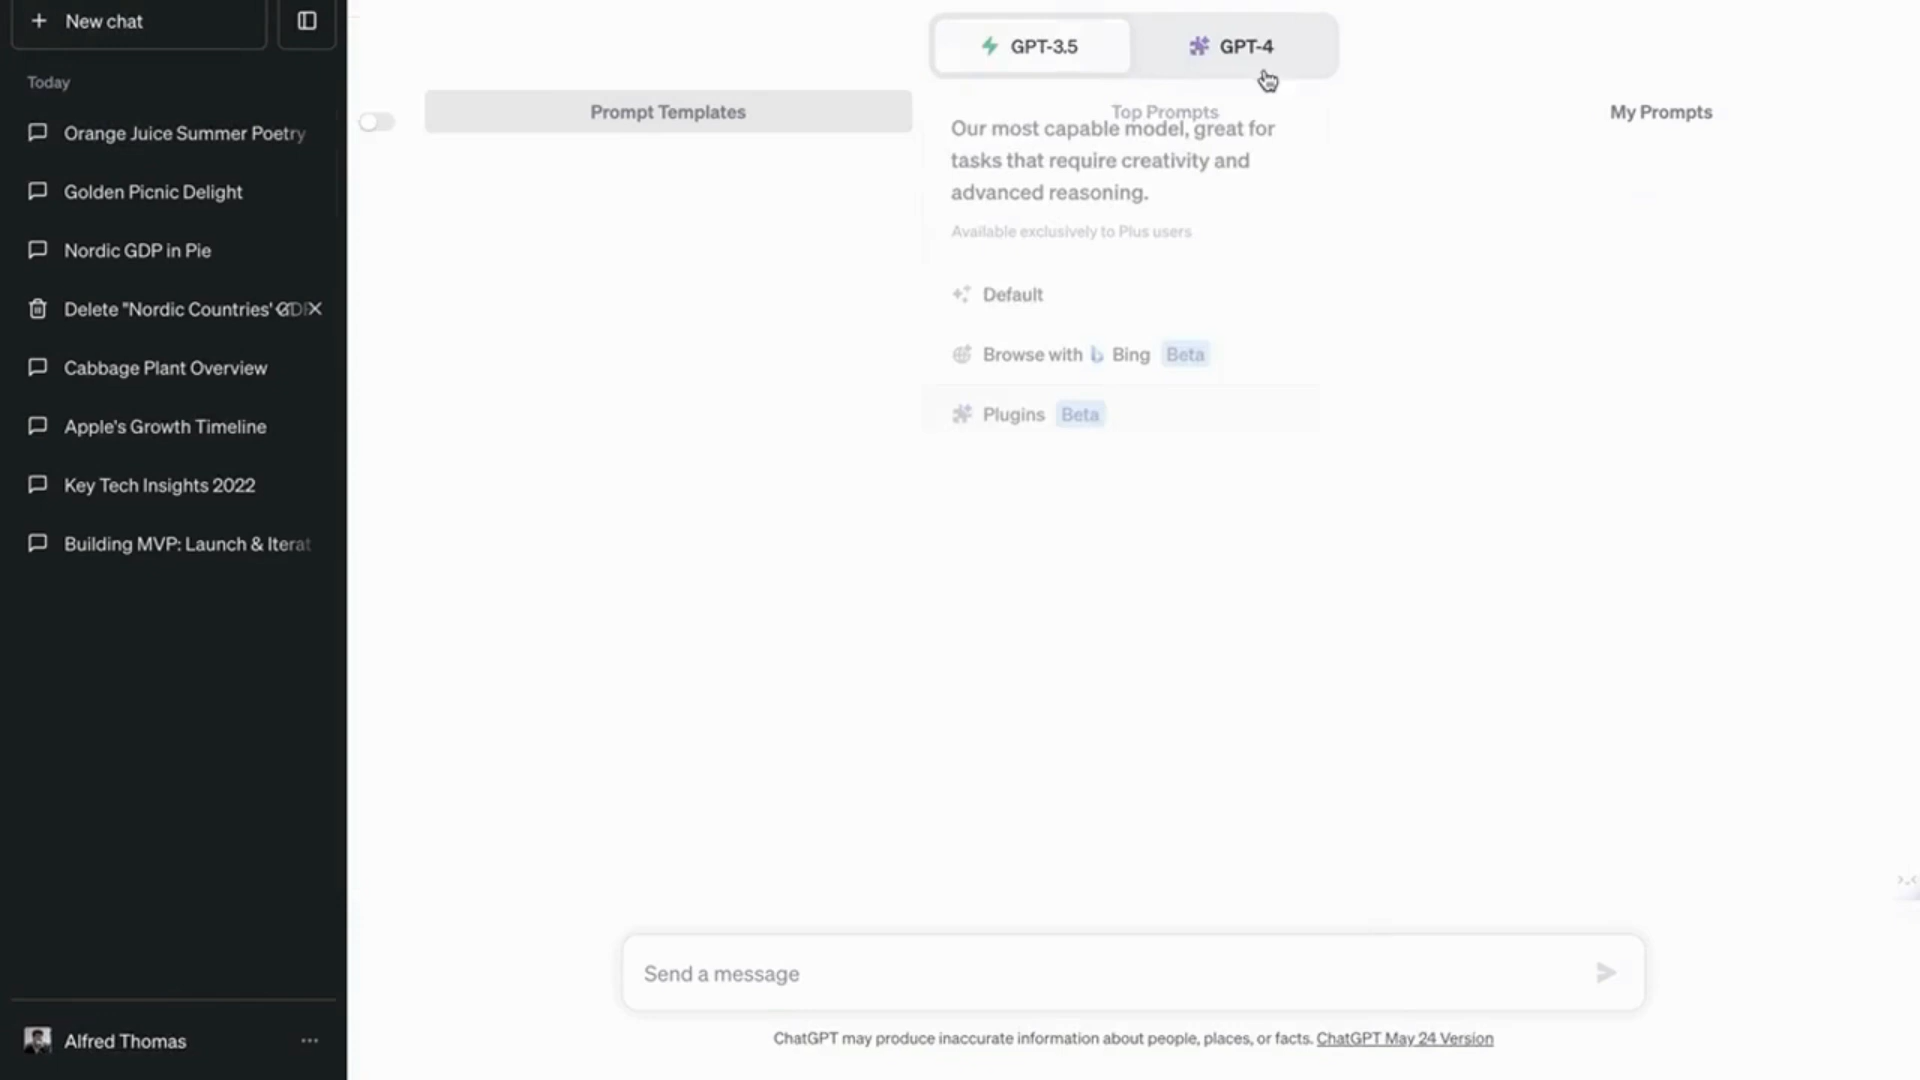 New chat
Today
Orange Juice Summer Poetry
Golden Picnic Delight
Nordic GDP in Pie
Delete "Nordic Countries'
Cabbage Plant Overview
Apple's Growth Timeline
Key Tech Insights 2022
Building MVP: Launch & Iterat
Alfred Thomas
GPT-3.5
GPT-4
Prompt Templates
Top Prompts
My Prompts
Our most capable model, great for
tasks that require creativity and
advanced reasoning.
Available exclusively to Plus users
Default
Browse with Bing Beta
Plugins Beta
Send a message
ChatGPT may produce inaccurate information about people, places, or facts. ChatGPT May 24 Version